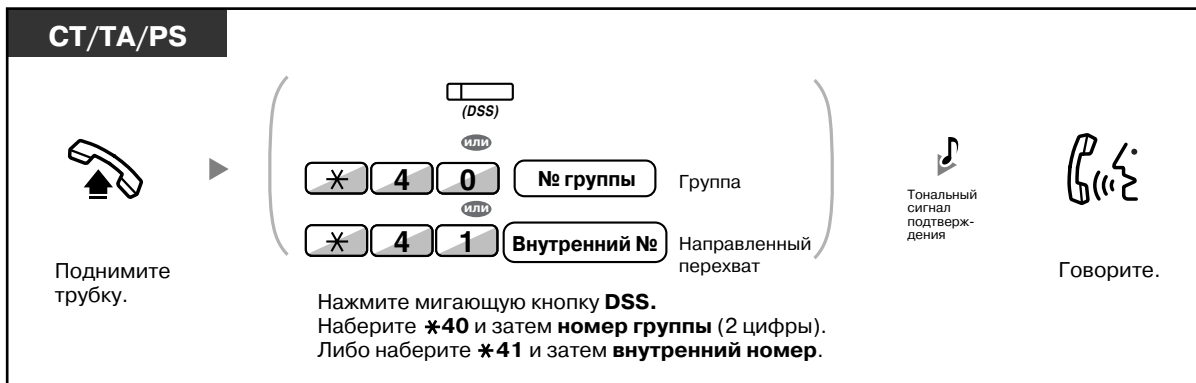 CT/TA/PS
(DSS)
или
* 4 0 № группы Группа
или
* 4 1 Внутренний № Направленный
перехват
Поднимите
трубку.
Тональный
сигнал
подтверж-
дения
Говорите.
Нажмите мигающую кнопку DSS.
Наберите *40 и затем номер группы (2 цифры).
Либо наберите *41 и затем внутренний номер.